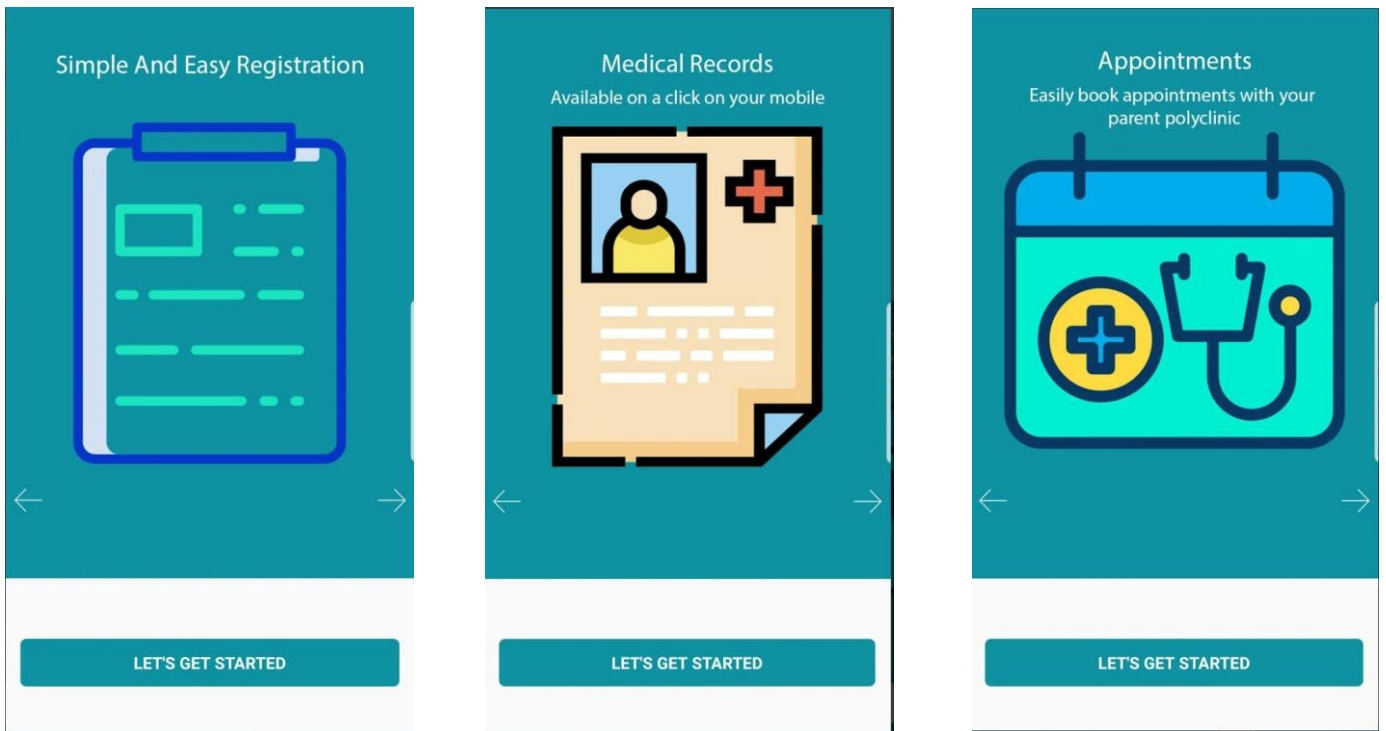 Simple And Easy Registration
LET'S GET STARTED
Medical Records
Available on a click on your mobile
LET'S GET STARTED
Appointments
Easily book appointments with your
parent polyclinic
LET'S GET STARTED